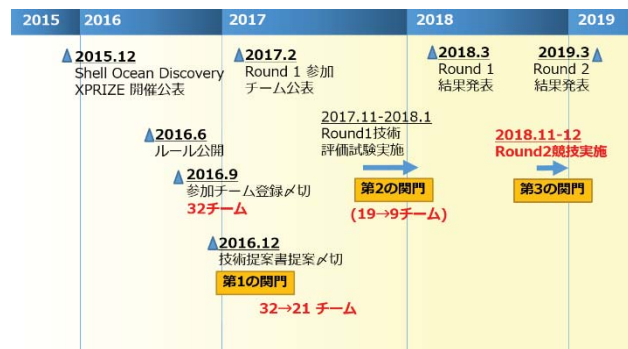 2015 2016 2017 2018 2019
2015.12
Shell Ocean Discovery
XPRIZE 開催公表
2017.2
Round 1 参加
チーム公表
2018.3
Round 1
結果発表
2019.3
Round 2
結果発表
2016.6
ルール公開
2017.11-2018.1
Round1技術
評価試験実施
2018.11-12
Round2競技実施
2016.9
参加チーム登録〆切
32チーム
第2の関門
(19→9チーム)
第3の関門
2016.12
技術提案書提案〆切
第1の関門
32→21 チーム